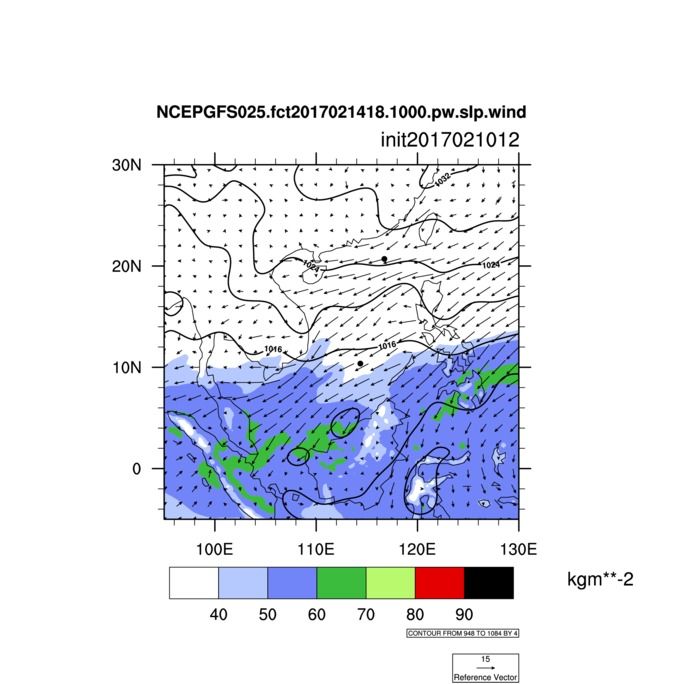 NCEPGFS025.fct2017021418.1000.pw.slp.wind
init2017021012
30N
1032
20N
1024
1024
1016
1016
10N
0
100E 110E 120E 130E
kgm**-2
40 50 60 70 80 90
CONTOUR FROM 948 TO 1084 BY 4
15
Reference Vector